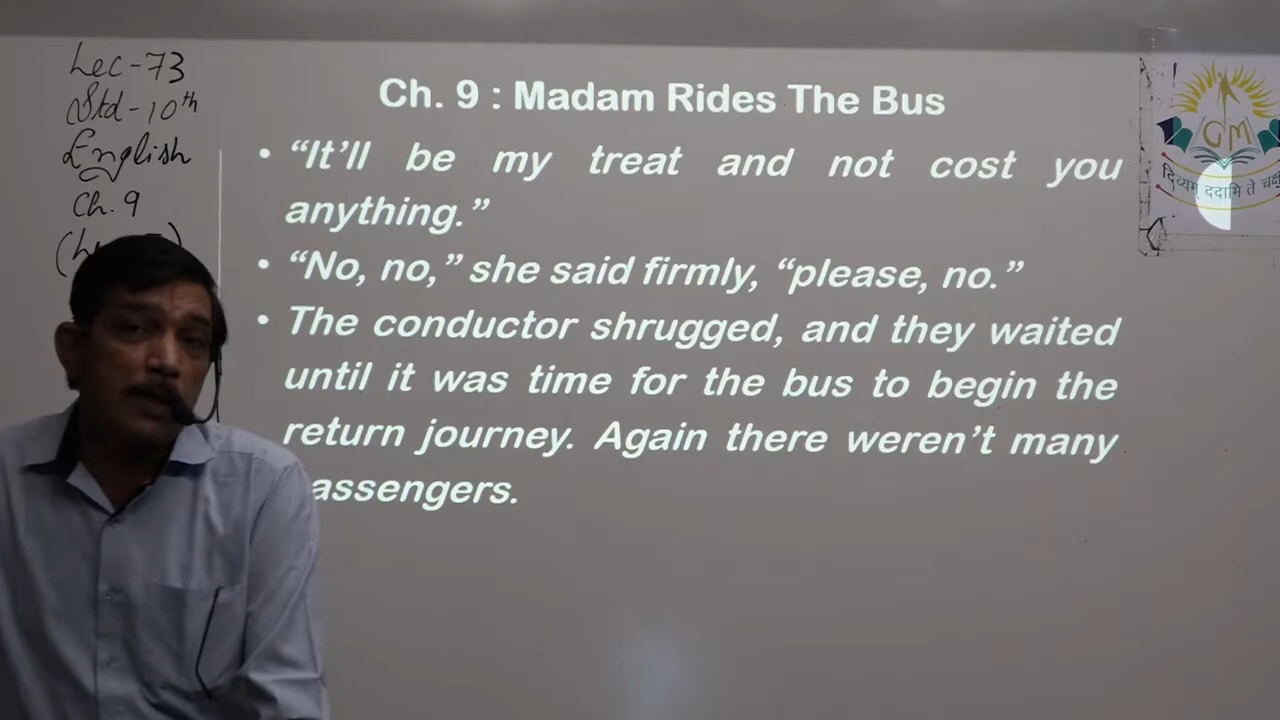 Lec-73
Std-10th
English
Ch. 9
Ch. 9 : Madam Rides The Bus
• “It’ll be my treat and not cost you
anything.”
• “No, no,” she said firmly, “please, no.”
• The conductor shrugged, and they waited
until it was time for the bus to begin the
return journey. Again there weren’t many
assengers.
GM
दिव्यम् ददामि ते